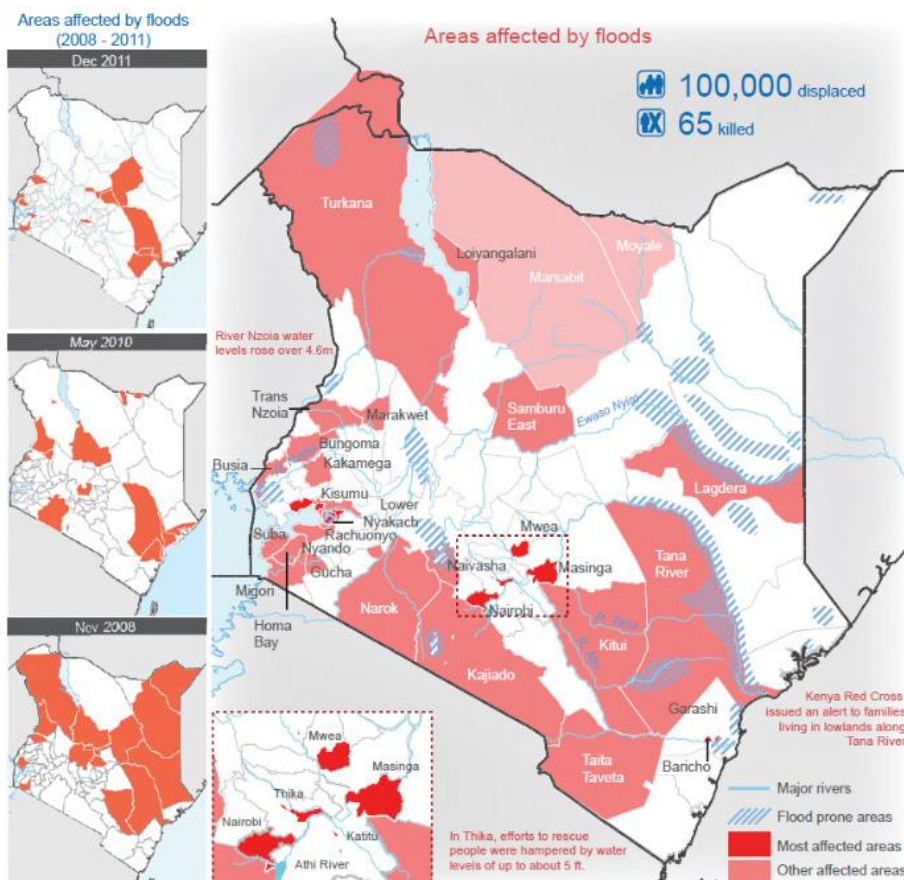 Areas affected by floods
(2008 - 2011)
Dec 2011
May 2010
Nov 2008
Areas affected by floods
100,000 displaced
65 killed
Turkana
Loiyangalani
Moyale
Marsabit
River Nzoia water
levels rose over 4.6m
Trans
Nzoia
Marakwet
Samburu
East
Ewaso Nyiro
Bungoma
Busia
Kakamega
Lagdera
Kisumu
Lower
Nyakach
Rachuonyo
Suba
Nyando
Gucha
Migori
Homa
Bay
Mwea
Naivasha
Masinga
Nairobi
Tana
River
Narok
R. Tana
Kitui
R. Athi
Kajiado
Garashi
Kenya Red Cross
issued an alert to families
living in lowlands along
Tana River
Taita
Taveta
Baricho
Mwea
Masinga
Thika
Nairobi
Katitu
Athi River
In Thika, efforts to rescue
people were hampered by water
levels of up to about 5 ft.
Major rivers
Flood prone areas
Most affected areas
Other affected areas